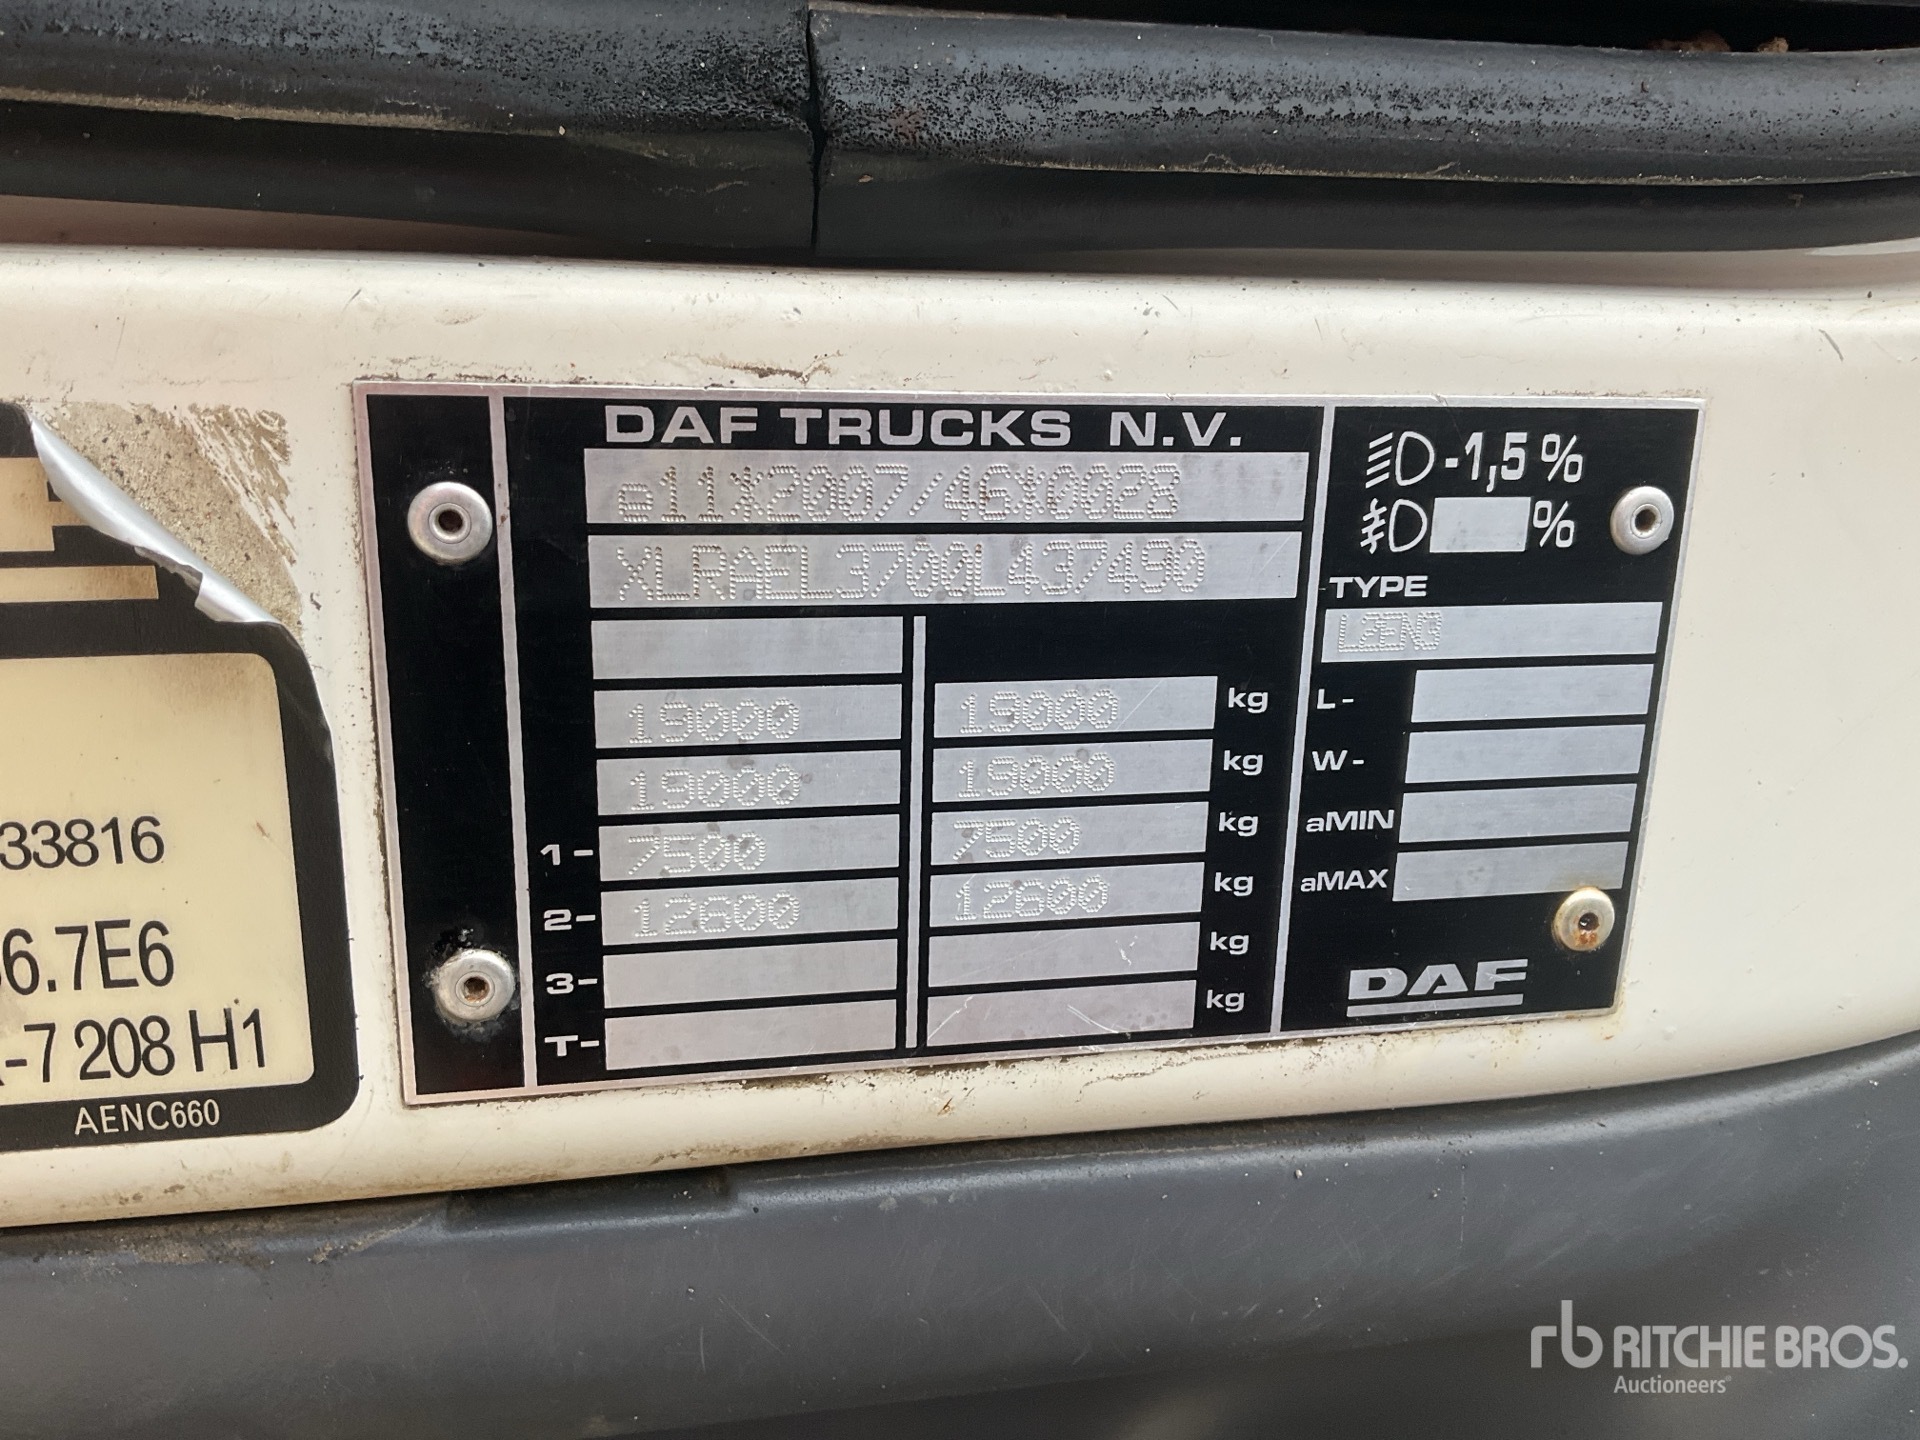 DAF TRUCKS N.V.
e11*2007/46*0028
XLRAEL3700L437490
19000 19000 kg
19000 19000 kg
1- 7500 7500 kg
2- 12600 12600 kg
3- kg
T- kg
-1,5%
%
TYPE
L2EN3
L-
W-
aMIN
aMAX
DAF
33816
6.7E6
-7 208 H1
AENC660
rb RITCHIE BROS.
Auctioneers